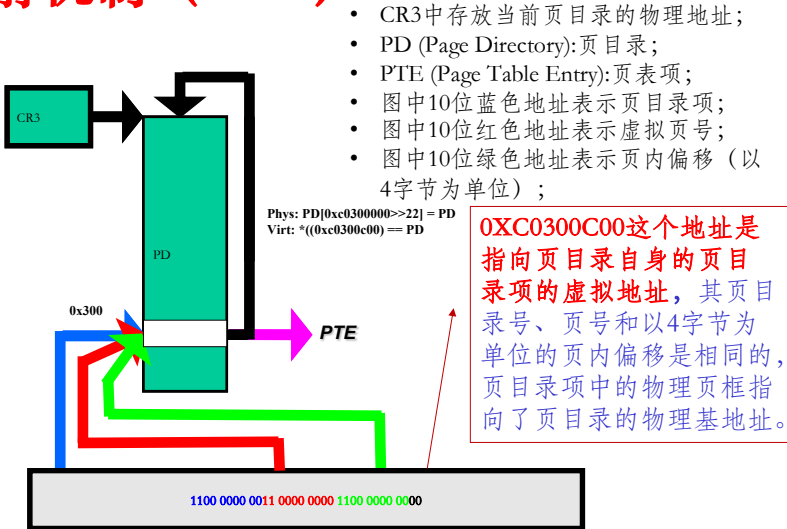 • CR3中存放当前页目录的物理地址；
• PD (Page Directory):页目录；
• PTE (Page Table Entry):页表项；
• 图中10位蓝色地址表示页目录项；
• 图中10位红色地址表示虚拟页号；
• 图中10位绿色地址表示页内偏移（以
4字节为单位）；
CR3
Phys: PD[0xc0300000>>22] = PD
Virt: *((0xc0300c00) == PD
PD
0x300
PTE
0XC0300C00这个地址是
指向页目录自身的页目
录项的虚拟地址，其页目
录号、页号和以4字节为
单位的页内偏移是相同的，
页目录项中的物理页框指
向了页目录的物理基地址。
1100 0000 0011 0000 0000 1100 0000 0000